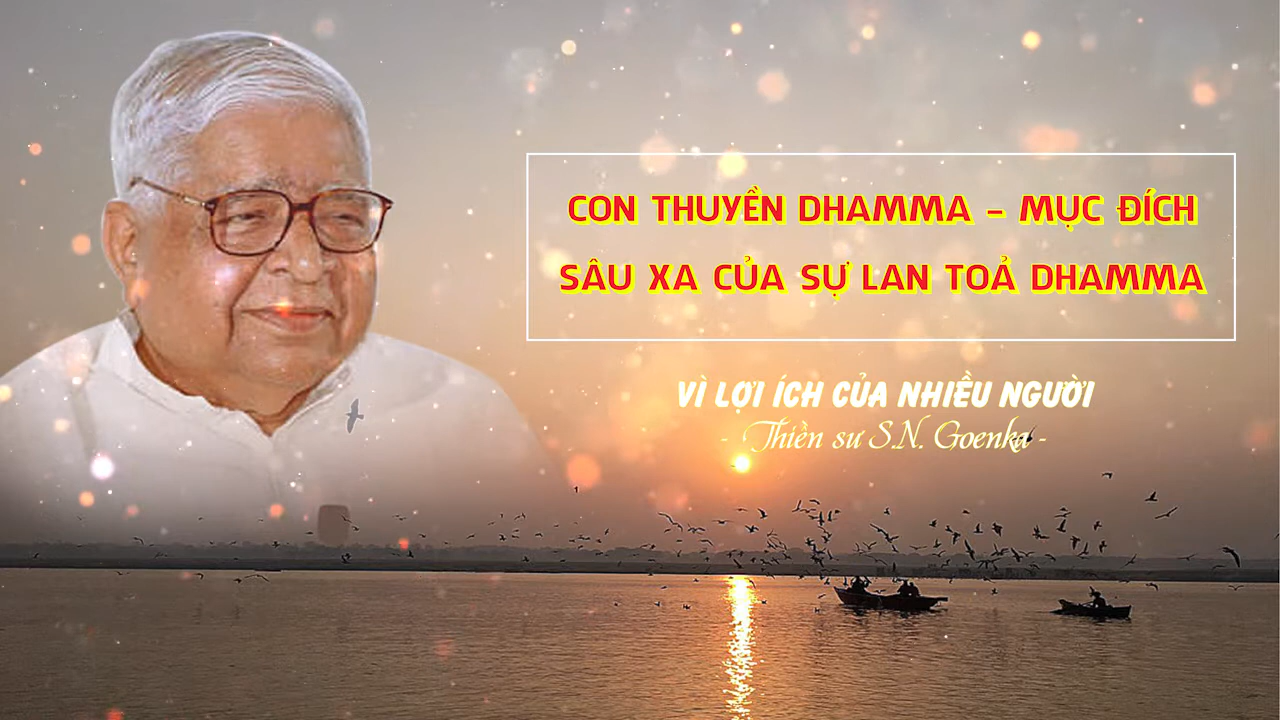 CON THUYỀN DHAMMA - MỤC ĐÍCH
SÂU XA CỦA SỰ LAN TOẢ DHAMMA
VÌ LỢI ÍCH CỦA NHIỀU NGƯỜI
- Thiền sư S.N. Goenka -